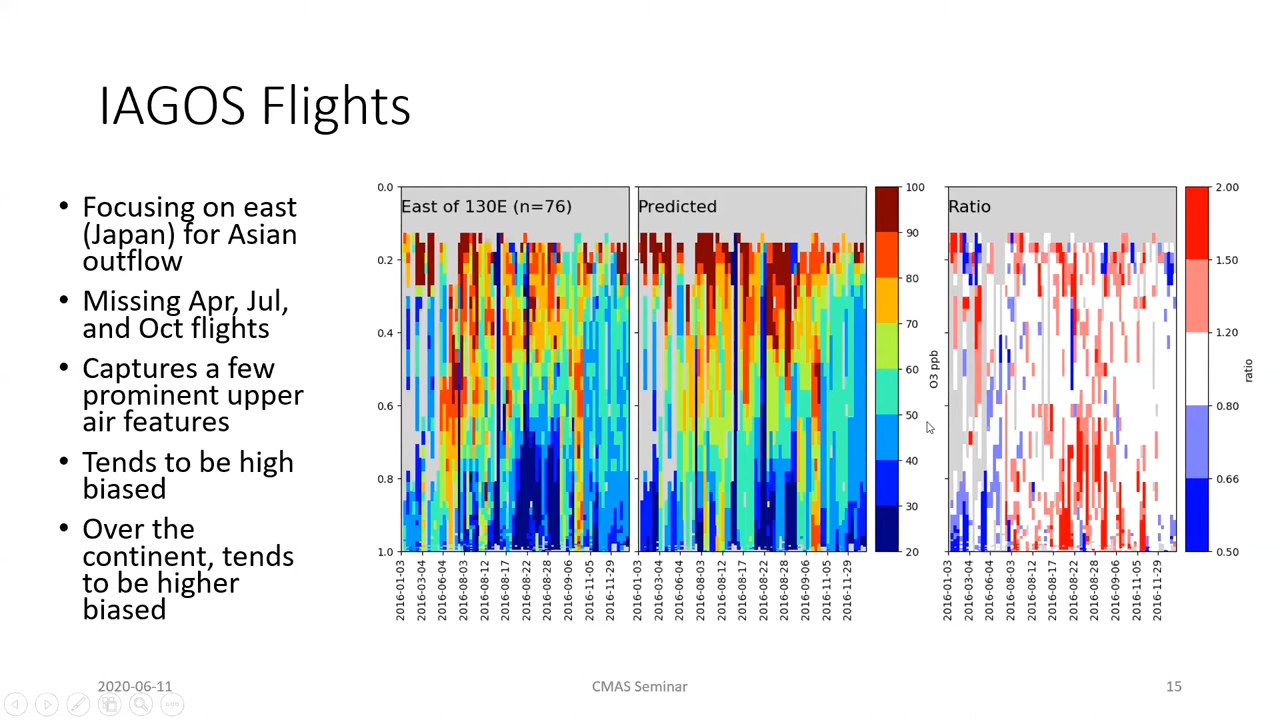 IAGOS Flights
• Focusing on east
(Japan) for Asian
outflow
• Missing Apr, Jul,
and Oct flights
• Captures a few
prominent upper
air features
• Tends to be high
biased
• Over the
continent, tends
to be higher
biased
East of 130E (n=76)
0.0
0.2
0.4
0.6
0.8
1.0
2016-01-03
2016-03-04
2016-06-04
2016-08-03
2016-08-12
2016-08-17
2016-08-22
2016-08-28
2016-09-06
2016-11-05
2016-11-29
Predicted
2016-01-03
2016-03-04
2016-06-04
2016-08-03
2016-08-12
2016-08-17
2016-08-22
2016-08-28
2016-09-06
2016-11-05
2016-11-29
100
90
80
70
60
50
40
30
20
O3 ppb
Ratio
2016-01-03
2016-03-04
2016-06-04
2016-08-03
2016-08-12
2016-08-17
2016-08-22
2016-08-28
2016-09-06
2016-11-05
2016-11-29
2.00
1.50
1.20
0.80
0.66
0.50
ratio
2020-06-11
CMAS Seminar
15